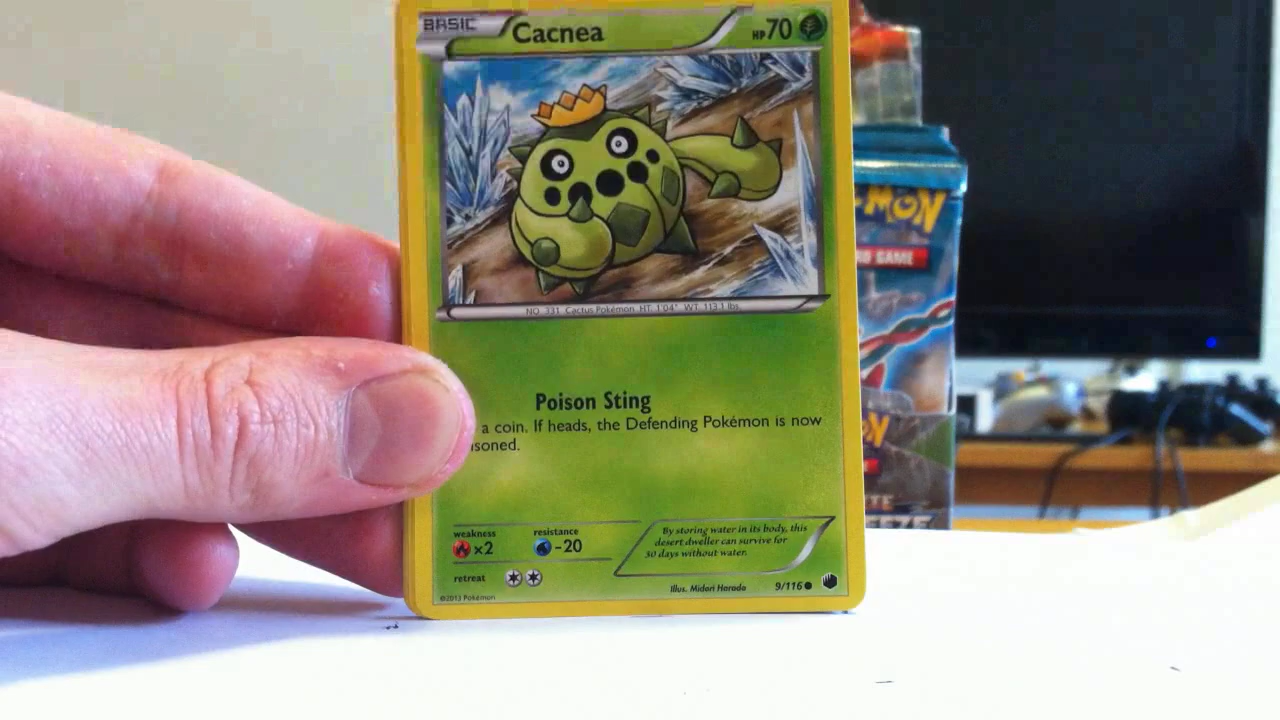 BASIC Cacnea HP70
NO. 331 Cactus Pokémon HT: 1'04" WT: 113.1 lbs.
Poison Sting
a coin. If heads, the Defending Pokémon is now
isoned.
weakness resistance
×2 -20
By storing water in its body, this
desert dweller can survive for
30 days without water.
retreat
Illus. Midori Harada 9/116
©2013 Pokémon
MON
RD GAME